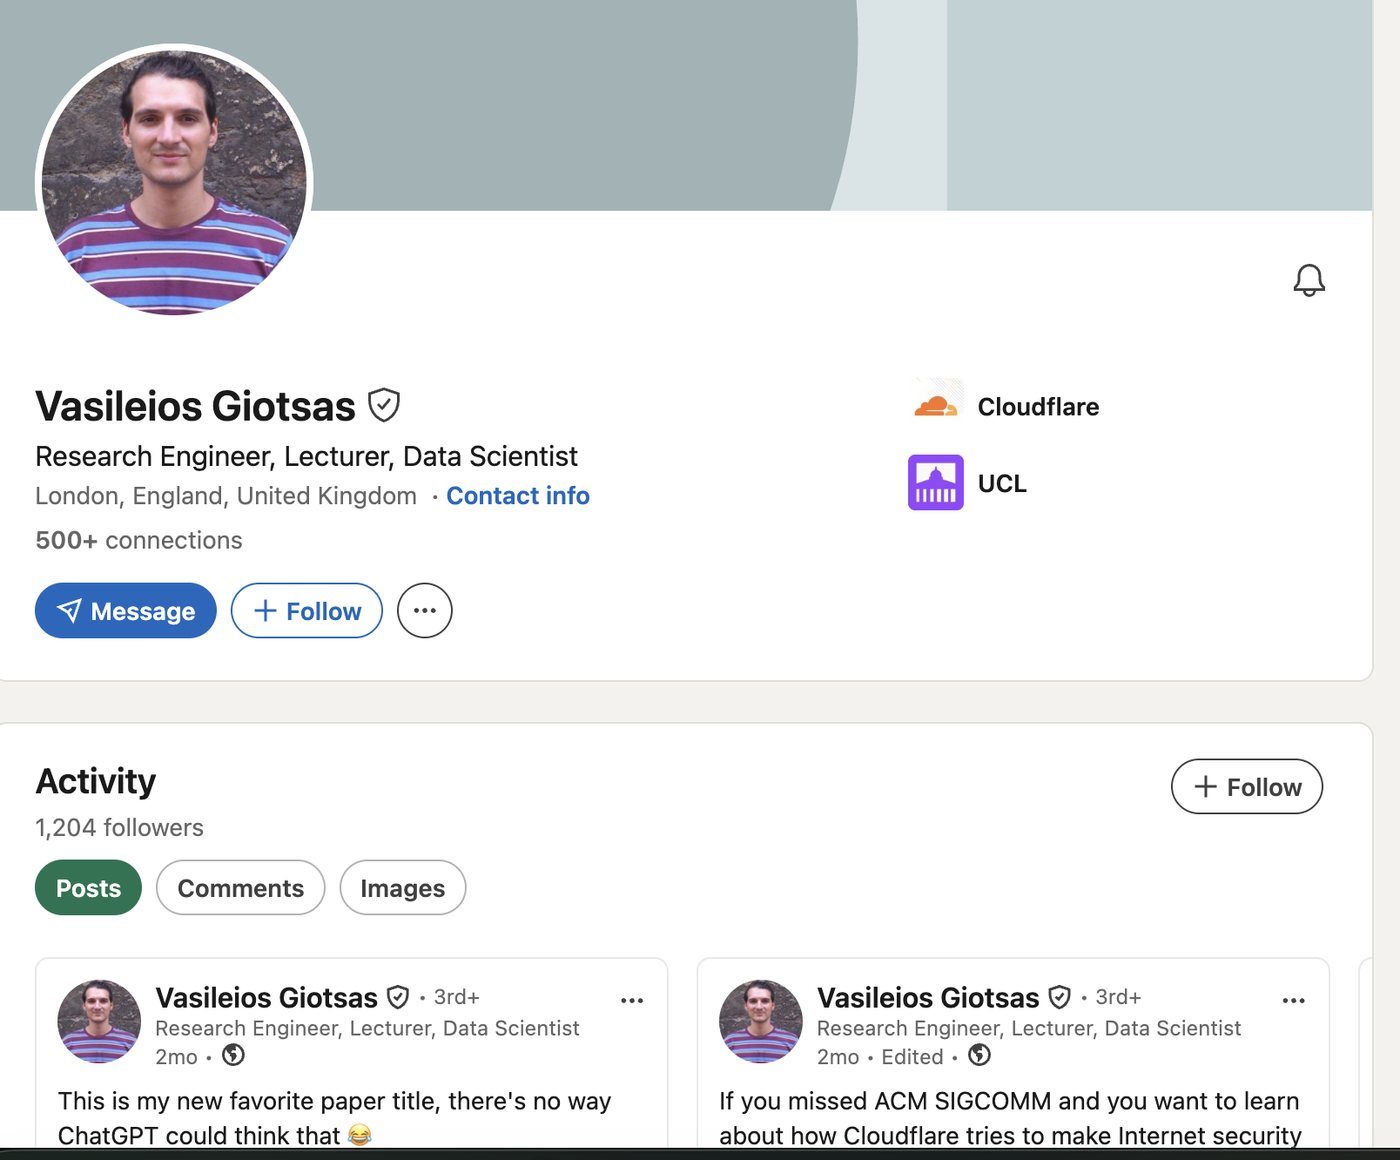 Vasileios Giotsas
Research Engineer, Lecturer, Data Scientist
London, England, United Kingdom · Contact info
500+ connections
Message
+ Follow
Cloudflare
UCL
Activity
1,204 followers
+ Follow
Posts
Comments
Images
Vasileios Giotsas · 3rd+
Research Engineer, Lecturer, Data Scientist
2mo ·
This is my new favorite paper title, there's no way
ChatGPT could think that 😂
Vasileios Giotsas · 3rd+
Research Engineer, Lecturer, Data Scientist
2mo · Edited ·
If you missed ACM SIGCOMM and you want to learn
about how Cloudflare tries to make Internet security